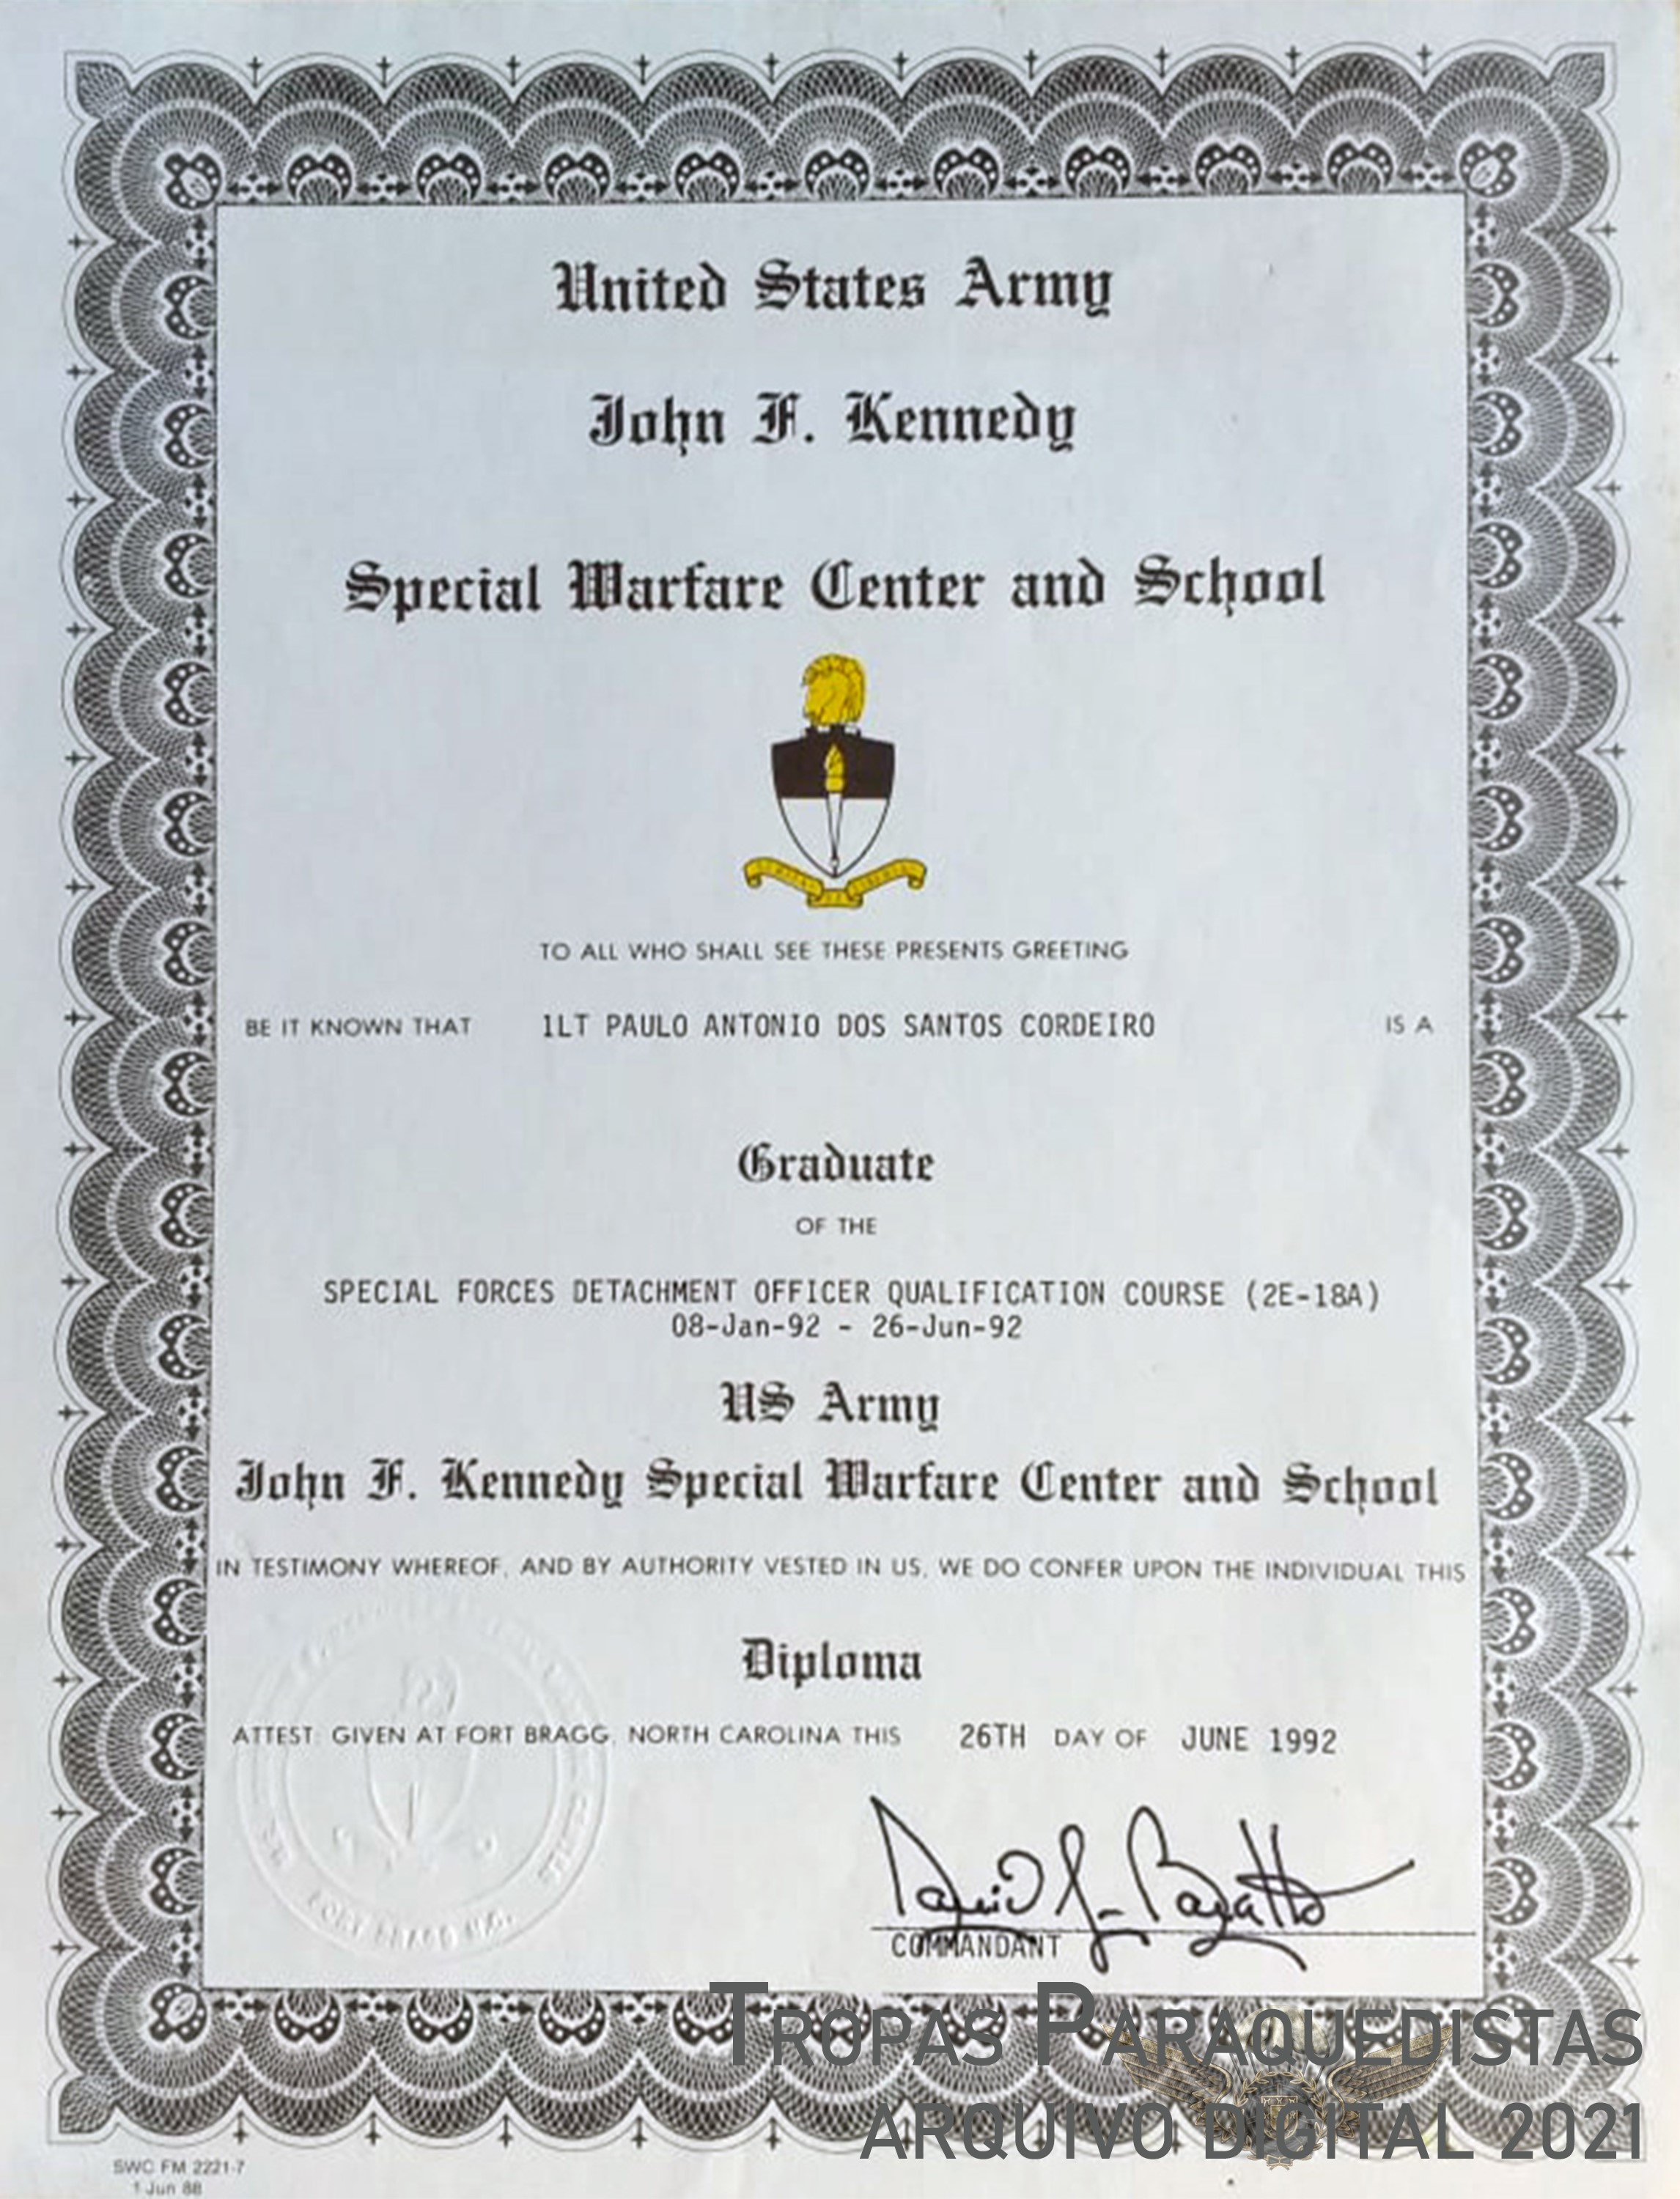 United States Army
John F. Kennedy
Special Warfare Center and School
TO ALL WHO SHALL SEE THESE PRESENTS GREETING
BE IT KNOWN THAT 1LT PAULO ANTONIO DOS SANTOS CORDEIRO IS A
Graduate
OF THE
SPECIAL FORCES DETACHMENT OFFICER QUALIFICATION COURSE (2E-18A)
08-Jan-92 - 26-Jun-92
US Army
John F. Kennedy Special Warfare Center and School
IN TESTIMONY WHEREOF, AND BY AUTHORITY VESTED IN US, WE DO CONFER UPON THE INDIVIDUAL THIS
Diploma
ATTEST: GIVEN AT FORT BRAGG, NORTH CAROLINA THIS 26TH DAY OF JUNE 1992
FORT BRAGG N.C.
COMMANDANT
TROPAS PARAQUEDISTAS
ARQUIVO DIGITAL 2021
SWC FM 2221-7
1 Jun 88